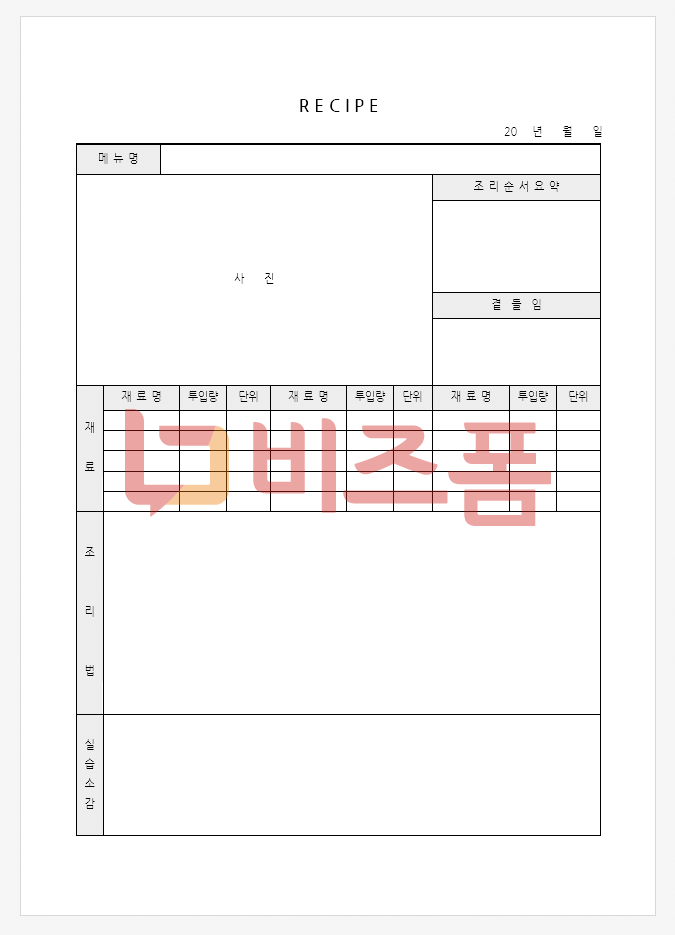 RECIPE
20 년 월 일
메 뉴 명
조 리 순 서 요 약
사 진
곁 들 임
재 료 명 투입량 단위 재 료 명 투입량 단위 재 료 명 투입량 단위
재 료
비즈폼
조 리 법
실 습 소 감